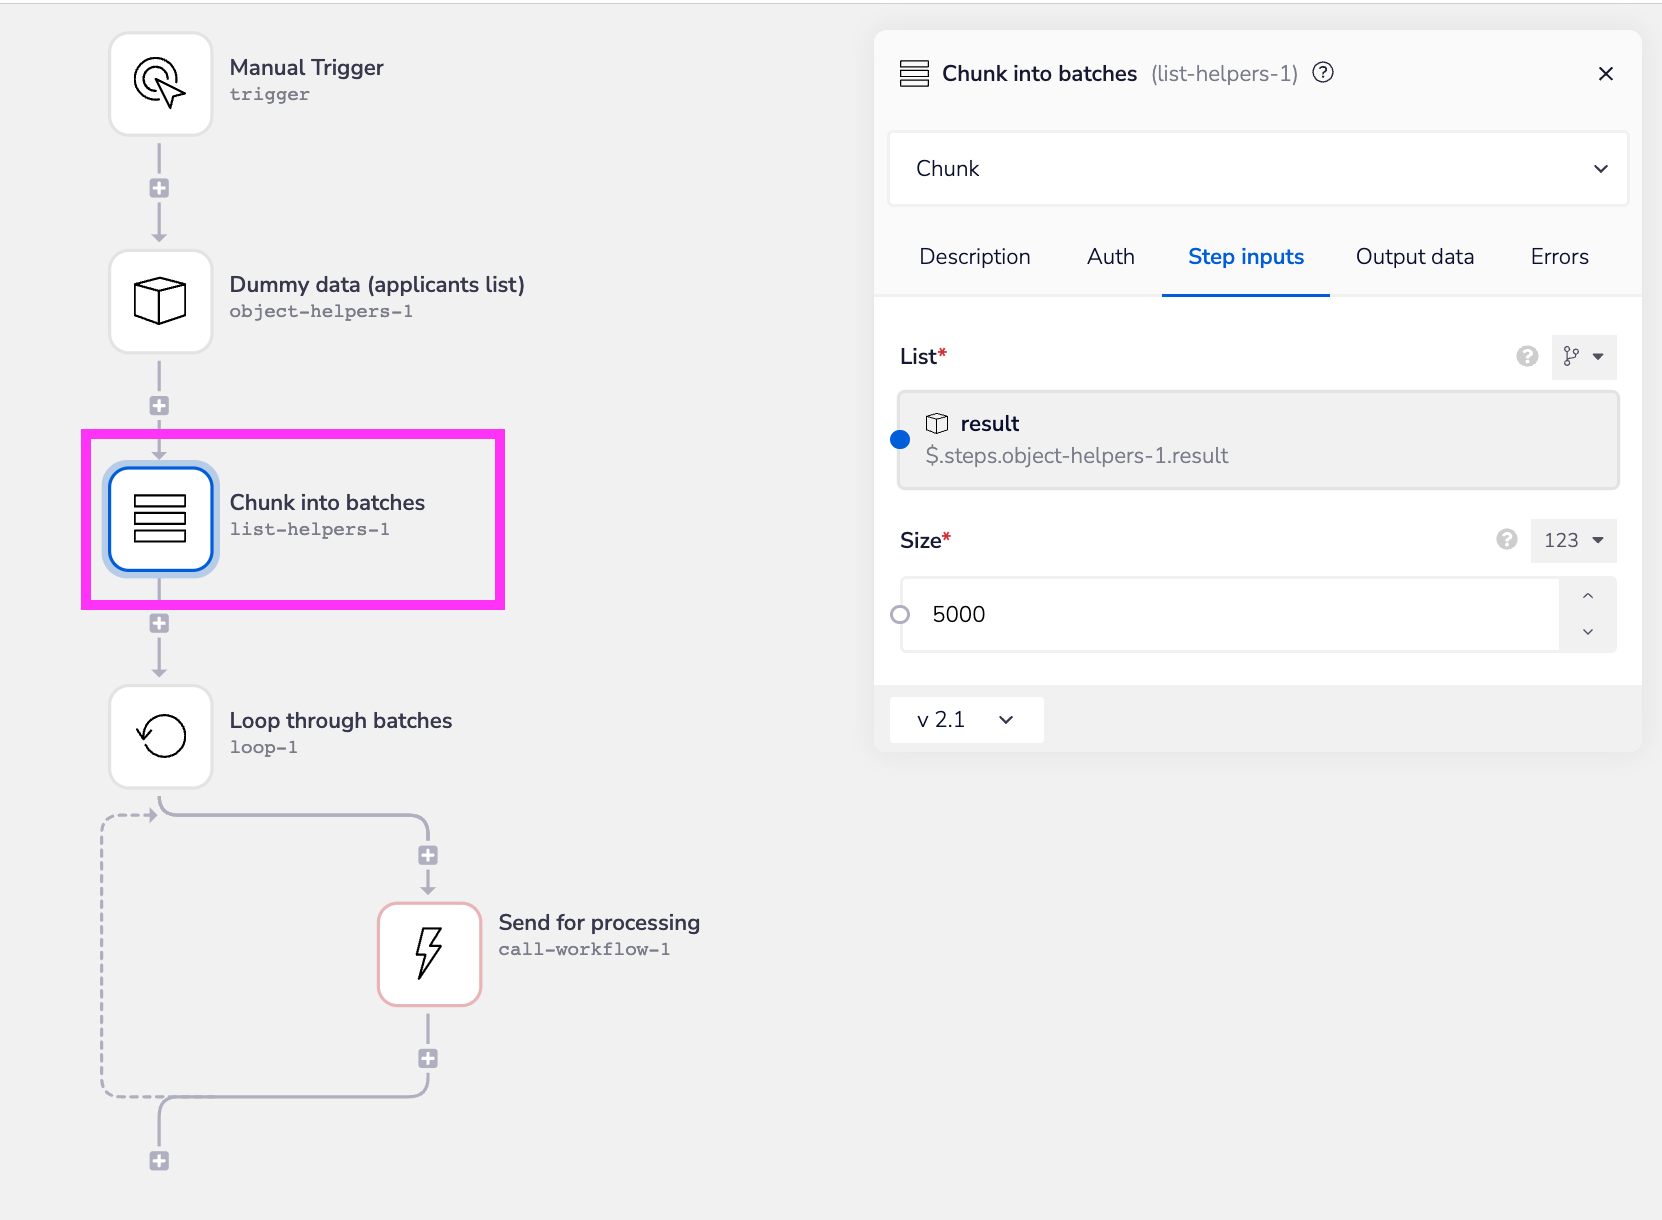 Manual Trigger
trigger
Dummy data (applicants list)
object-helpers-1
Chunk into batches
list-helpers-1
Loop through batches
loop-1
Send for processing
call-workflow-1
Chunk into batches (list-helpers-1) ?
Chunk
Description Auth Step inputs Output data Errors
List* ?
result
$.steps.object-helpers-1.result
Size* ? 123
5000
v 2.1